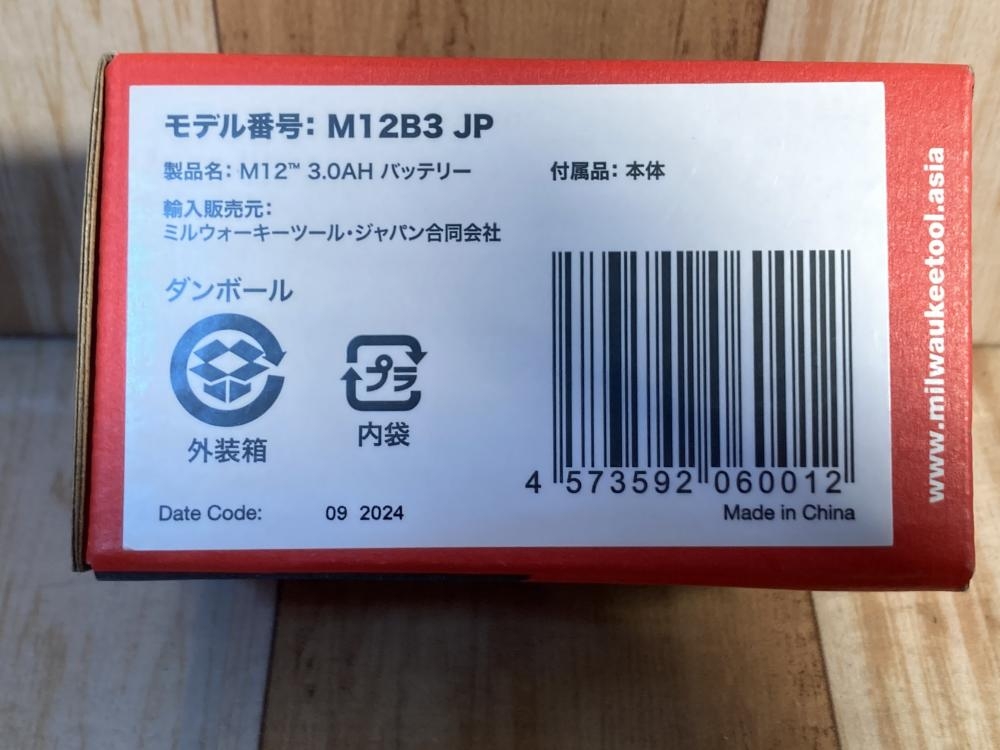 モデル番号: M12B3 JP
製品名: M12™ 3.0AH バッテリー
付属品: 本体
輸入販売元:
ミルウォーキーツール・ジャパン合同会社
ダンボール
プラ
外装箱
内袋
4 573592 060012
Date Code: 09 2024
Made in China
www.milwaukeetool.asia